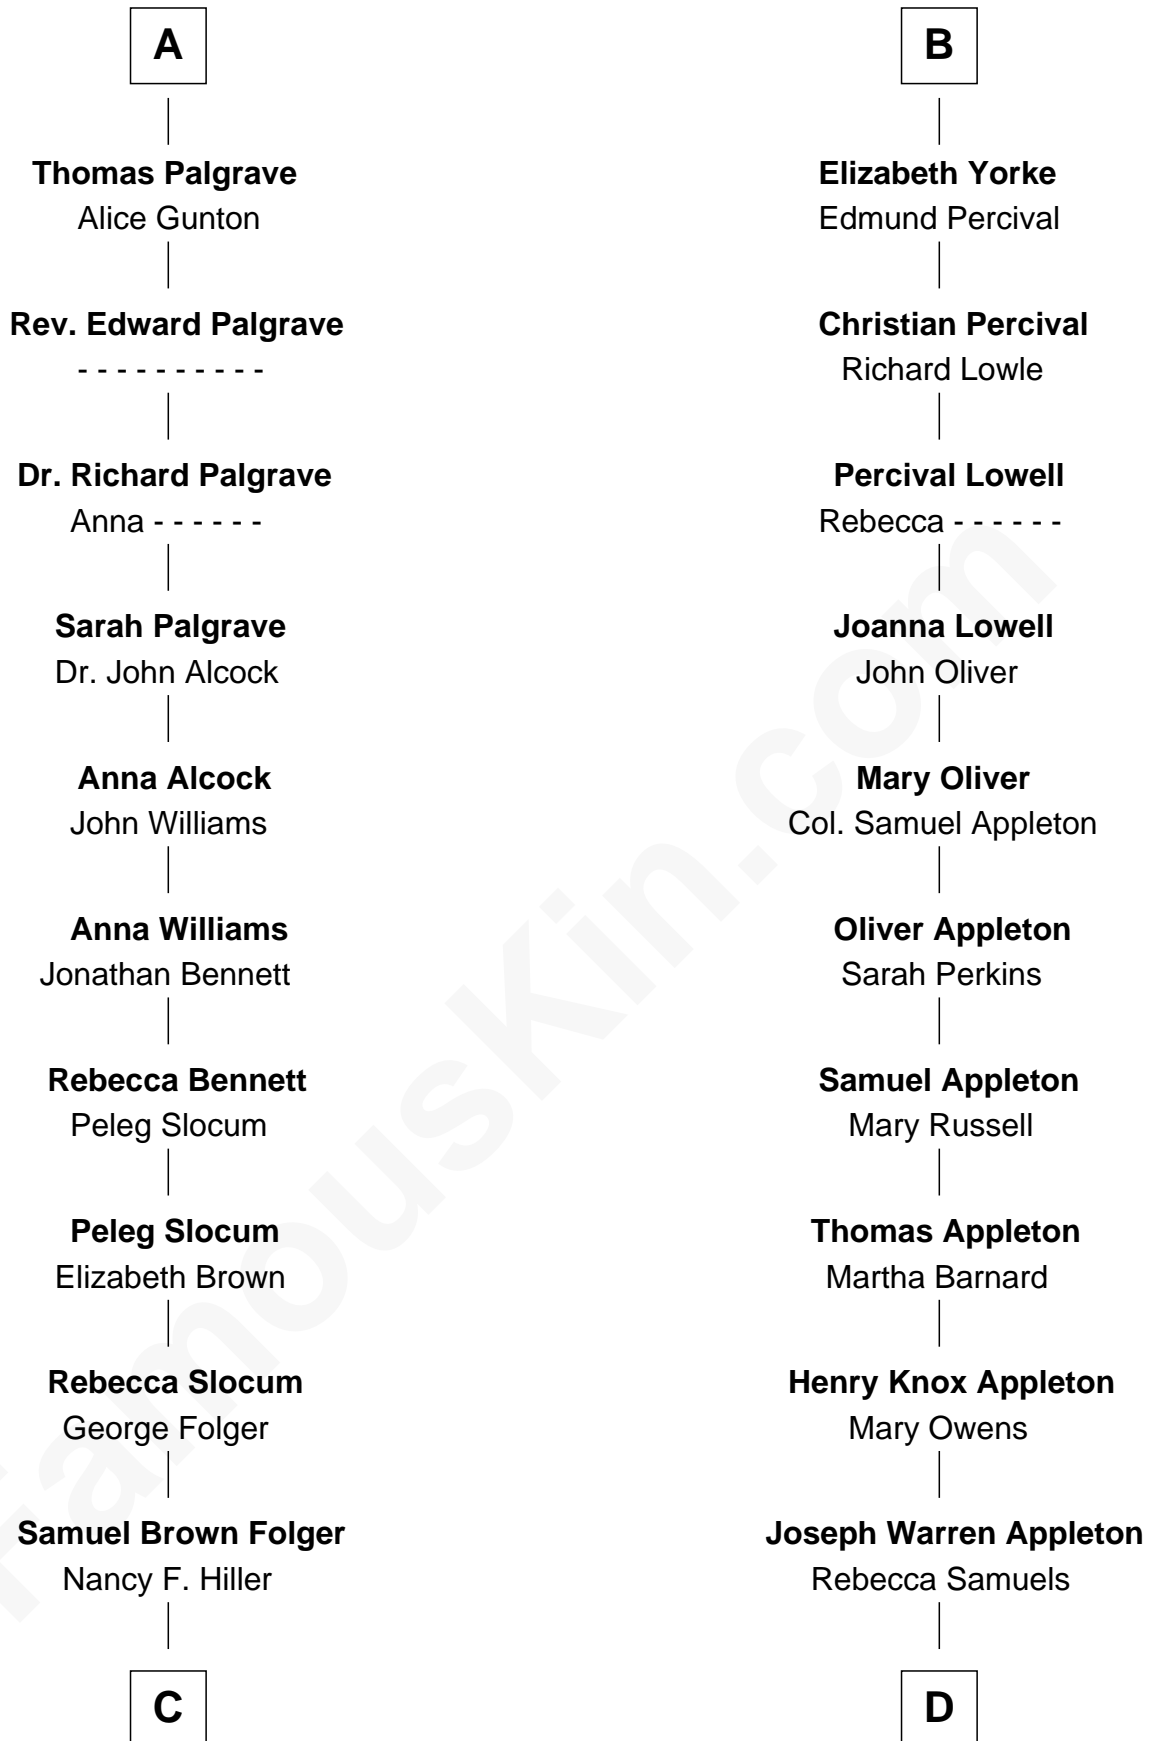 A
Thomas Palgrave
Alice Gunton
Rev. Edward Palgrave
- - - - - - - - - -
Dr. Richard Palgrave
Anna - - - - - -
Sarah Palgrave
Dr. John Alcock
Anna Alcock
John Williams
Anna Williams
Jonathan Bennett
Rebecca Bennett
Peleg Slocum
Peleg Slocum
Elizabeth Brown
Rebecca Slocum
George Folger
Samuel Brown Folger
Nancy F. Hiller
C
B
Elizabeth Yorke
Edmund Percival
Christian Percival
Richard Lowle
Percival Lowell
Rebecca - - - - - -
Joanna Lowell
John Oliver
Mary Oliver
Col. Samuel Appleton
Oliver Appleton
Sarah Perkins
Samuel Appleton
Mary Russell
Thomas Appleton
Martha Barnard
Henry Knox Appleton
Mary Owens
Joseph Warren Appleton
Rebecca Samuels
D
FamousKin.com